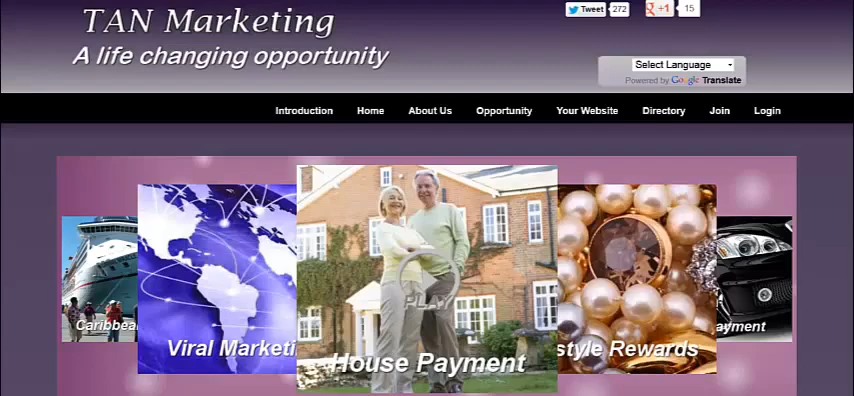 TAN Marketing
A life changing opportunity
Tweet 272
+1 15
Select Language
Powered by Google Translate
Introduction Home About Us Opportunity Your Website Directory Join Login
PLAY
Caribbea
Viral Marketi
House Payment
style Rewards
ayment